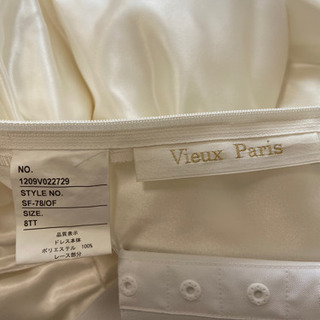 NO.
1209V022729
STYLE NO.
SF-78/OF
SIZE.
8TT
品質表示
ドレス本体
ポリエステル 100%
レース部分
Vieux Paris